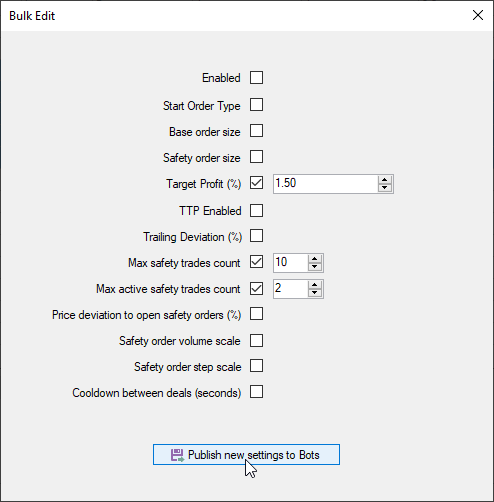 Bulk Edit
Enabled
Start Order Type
Base order size
Safety order size
Target Profit (%) 1.50
TTP Enabled
Trailing Deviation (%)
Max safety trades count 10
Max active safety trades count 2
Price deviation to open safety orders (%)
Safety order volume scale
Safety order step scale
Cooldown between deals (seconds)
Publish new settings to Bots